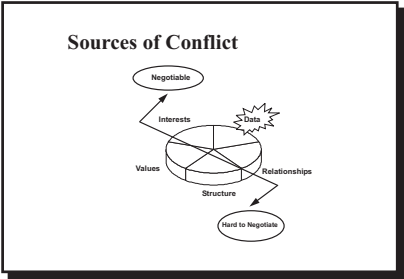 Sources of Conflict
Negotiable
Interests
Data
Values
Relationships
Structure
Hard to Negotiate